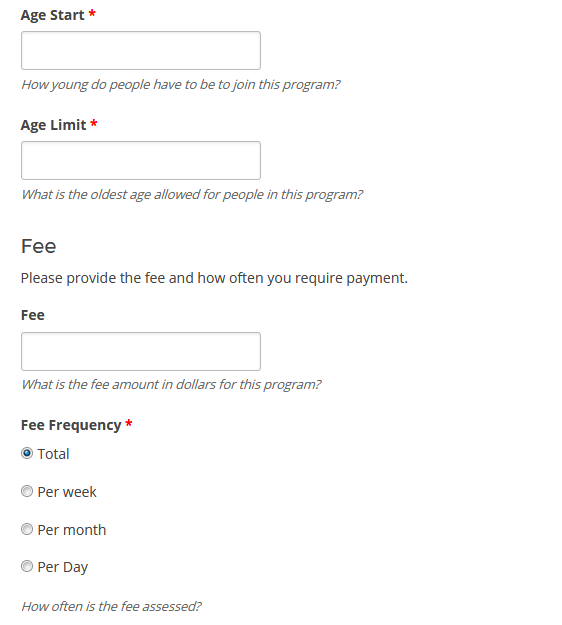 Age Start *
How young do people have to be to join this program?
Age Limit *
What is the oldest age allowed for people in this program?
Fee
Please provide the fee and how often you require payment.
Fee
What is the fee amount in dollars for this program?
Fee Frequency *
Total
Per week
Per month
Per Day
How often is the fee assessed?